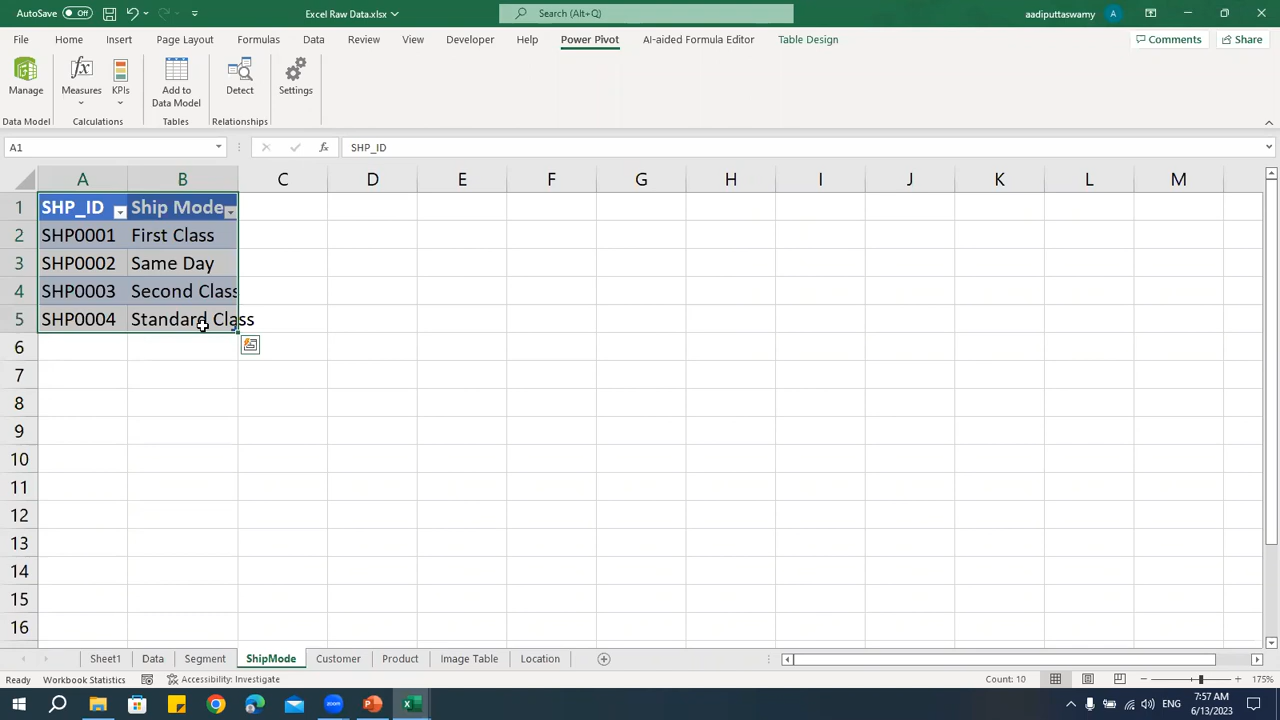 AutoSave Off Excel Raw Data.xlsx Search (Alt+Q) aadiputtaswamy A
File Home Insert Page Layout Formulas Data Review View Developer Help Power Pivot AI-aided Formula Editor Table Design Comments Share
Manage Measures KPIs Add to Data Model Detect Settings
Data Model Calculations Tables Relationships
A1 fx SHP_ID
A B C D E F G H I J K L M
1 SHP_ID Ship Mode
2 SHP0001 First Class
3 SHP0002 Same Day
4 SHP0003 Second Class
5 SHP0004 Standard Class
6
7
8
9
10
11
12
13
14
15
16
Sheet1 Data Segment ShipMode Customer Product Image Table Location
Ready Workbook Statistics Accessibility: Investigate Count: 10 175%
ENG 7:57 AM
6/13/2023